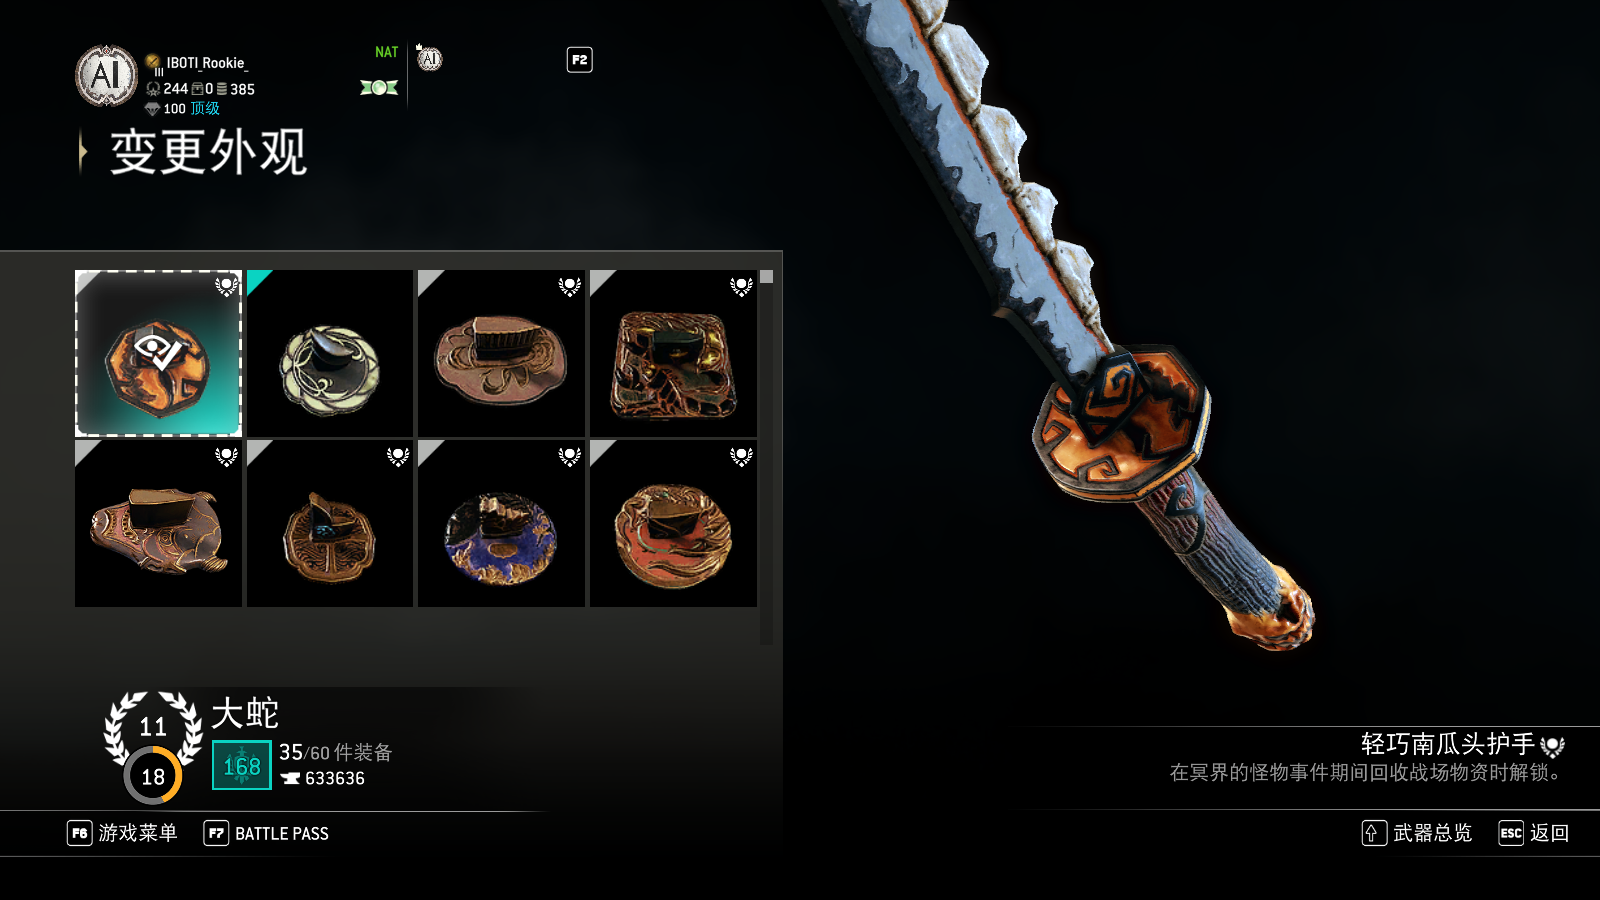 AI
IBOTI_Rookie_
III
244 0 385
100 顶级
NAT
AI
F2
变更外观
11
18
大蛇
168
35/60 件装备
633636
轻巧南瓜头护手
在冥界的怪物事件期间回收战场物资时解锁。
F6 游戏菜单 F7 BATTLE PASS
武器总览 ESC 返回